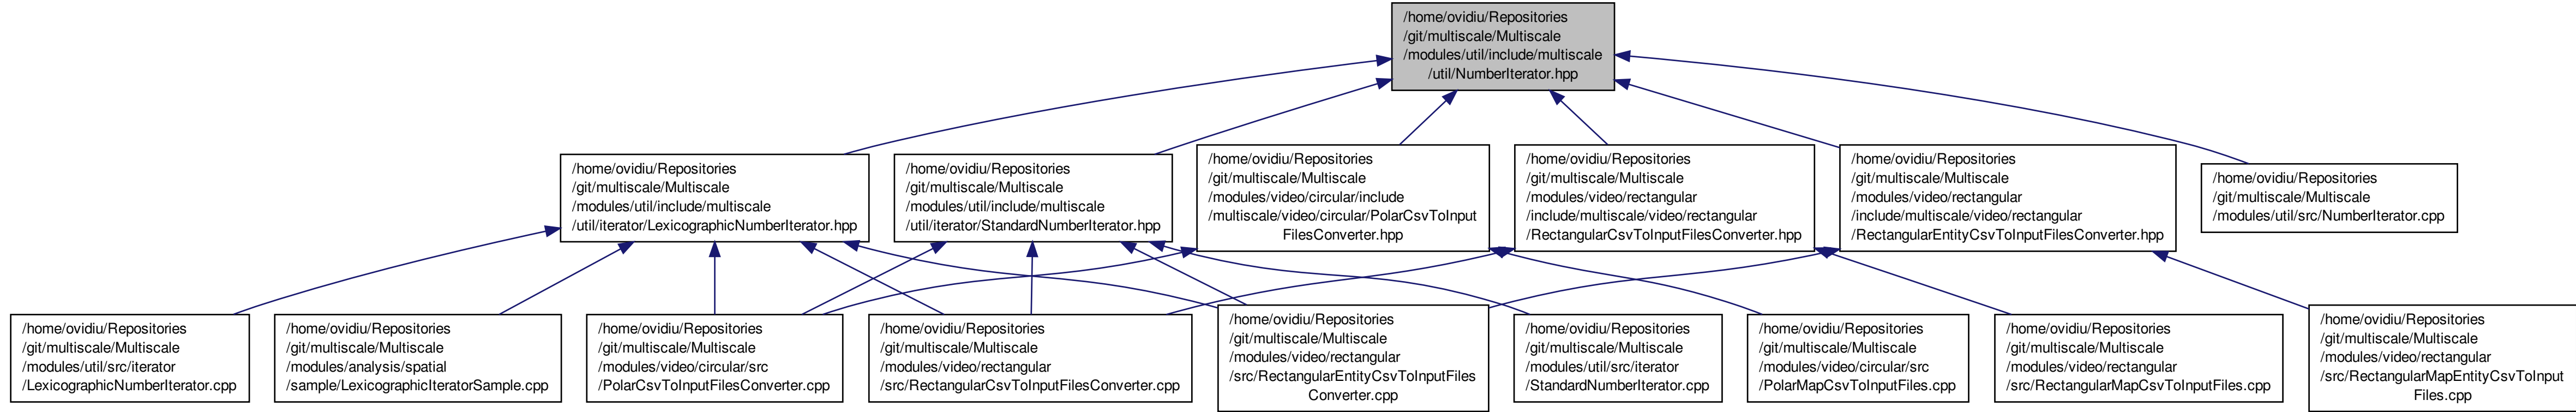 /home/ovidiu/Repositories
/git/multiscale/Multiscale
/modules/util/include/multiscale
/util/NumberIterator.hpp
/home/ovidiu/Repositories
/git/multiscale/Multiscale
/modules/util/include/multiscale
/util/iterator/LexicographicNumberIterator.hpp
/home/ovidiu/Repositories
/git/multiscale/Multiscale
/modules/util/include/multiscale
/util/iterator/StandardNumberIterator.hpp
/home/ovidiu/Repositories
/git/multiscale/Multiscale
/modules/video/circular/include
/multiscale/video/circular/PolarCsvToInput
FilesConverter.hpp
/home/ovidiu/Repositories
/git/multiscale/Multiscale
/modules/video/rectangular
/include/multiscale/video/rectangular
/RectangularCsvToInputFilesConverter.hpp
/home/ovidiu/Repositories
/git/multiscale/Multiscale
/modules/video/rectangular
/include/multiscale/video/rectangular
/RectangularEntityCsvToInputFilesConverter.hpp
/home/ovidiu/Repositories
/git/multiscale/Multiscale
/modules/util/src/NumberIterator.cpp
/home/ovidiu/Repositories
/git/multiscale/Multiscale
/modules/util/src/iterator
/LexicographicNumberIterator.cpp
/home/ovidiu/Repositories
/git/multiscale/Multiscale
/modules/analysis/spatial
/sample/LexicographicIteratorSample.cpp
/home/ovidiu/Repositories
/git/multiscale/Multiscale
/modules/video/circular/src
/PolarCsvToInputFilesConverter.cpp
/home/ovidiu/Repositories
/git/multiscale/Multiscale
/modules/video/rectangular
/src/RectangularCsvToInputFilesConverter.cpp
/home/ovidiu/Repositories
/git/multiscale/Multiscale
/modules/video/rectangular
/src/RectangularEntityCsvToInputFiles
Converter.cpp
/home/ovidiu/Repositories
/git/multiscale/Multiscale
/modules/util/src/iterator
/StandardNumberIterator.cpp
/home/ovidiu/Repositories
/git/multiscale/Multiscale
/modules/video/circular/src
/PolarMapCsvToInputFiles.cpp
/home/ovidiu/Repositories
/git/multiscale/Multiscale
/modules/video/rectangular
/src/RectangularMapCsvToInputFiles.cpp
/home/ovidiu/Repositories
/git/multiscale/Multiscale
/modules/video/rectangular
/src/RectangularMapEntityCsvToInput
Files.cpp